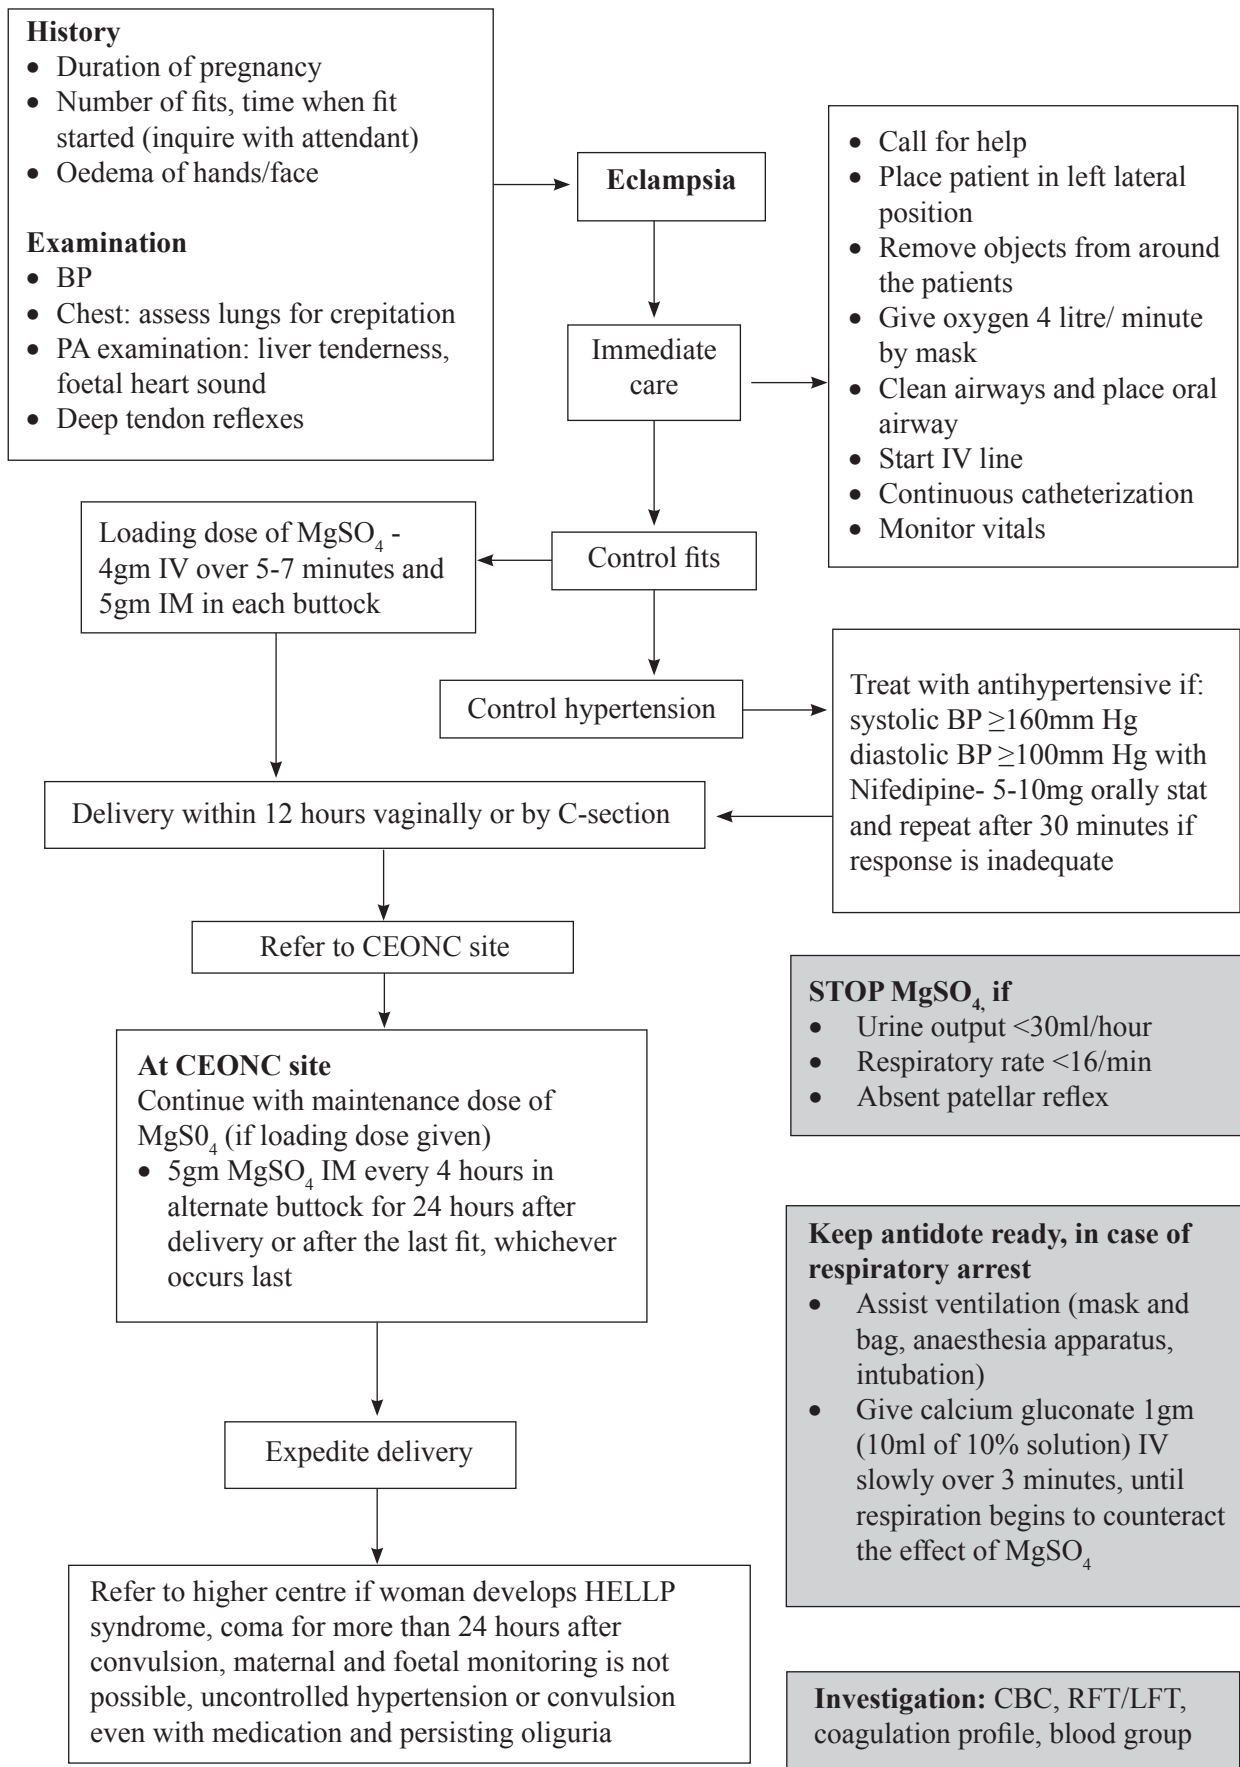 History
• Duration of pregnancy
• Number of fits, time when fit
started (inquire with attendant)
• Oedema of hands/face
Examination
• BP
• Chest: assess lungs for crepitation
• PA examination: liver tenderness,
foetal heart sound
• Deep tendon reflexes
Eclampsia
Immediate
care
• Call for help
• Place patient in left lateral
position
• Remove objects from around
the patients
• Give oxygen 4 litre/ minute
by mask
• Clean airways and place oral
airway
• Start IV line
• Continuous catheterization
• Monitor vitals
Control fits
Loading dose of MgSO₄ -
4gm IV over 5-7 minutes and
5gm IM in each buttock
Control hypertension
Treat with antihypertensive if:
systolic BP ≥160mm Hg
diastolic BP ≥100mm Hg with
Nifedipine- 5-10mg orally stat
and repeat after 30 minutes if
response is inadequate
Delivery within 12 hours vaginally or by C-section
Refer to CEONC site
At CEONC site
Continue with maintenance dose of
MgS0₄ (if loading dose given)
• 5gm MgSO₄ IM every 4 hours in
alternate buttock for 24 hours after
delivery or after the last fit, whichever
occurs last
Expedite delivery
Refer to higher centre if woman develops HELLP
syndrome, coma for more than 24 hours after
convulsion, maternal and foetal monitoring is not
possible, uncontrolled hypertension or convulsion
even with medication and persisting oliguria
STOP MgSO₄, if
• Urine output <30ml/hour
• Respiratory rate <16/min
• Absent patellar reflex
Keep antidote ready, in case of
respiratory arrest
• Assist ventilation (mask and
bag, anaesthesia apparatus,
intubation)
• Give calcium gluconate 1gm
(10ml of 10% solution) IV
slowly over 3 minutes, until
respiration begins to counteract
the effect of MgSO₄
Investigation: CBC, RFT/LFT,
coagulation profile, blood group